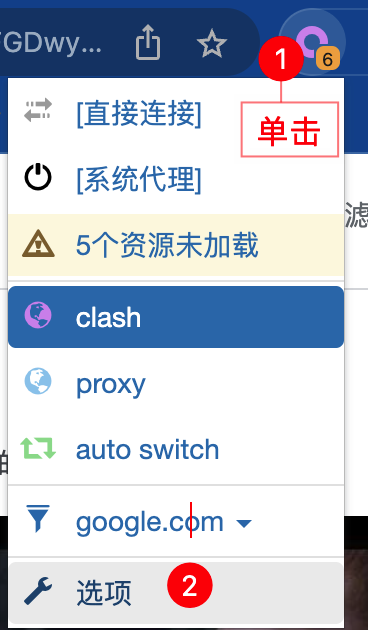 /GDwy...
1
6
[直接连接]
单击
[系统代理]
滤
5个资源未加载
clash
proxy
auto switch
google.com
选项
2